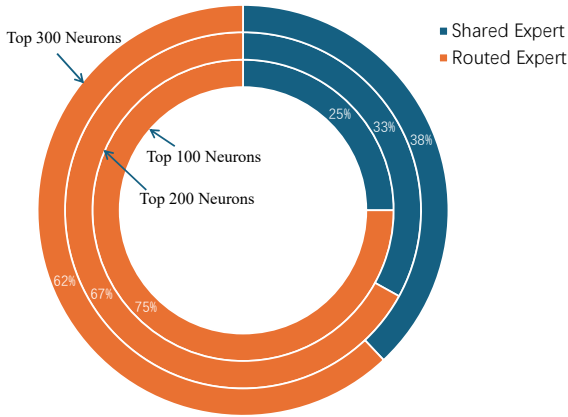 Top 300 Neurons
Shared Expert
Routed Expert
25%
33%
38%
Top 100 Neurons
Top 200 Neurons
62%
67%
75%